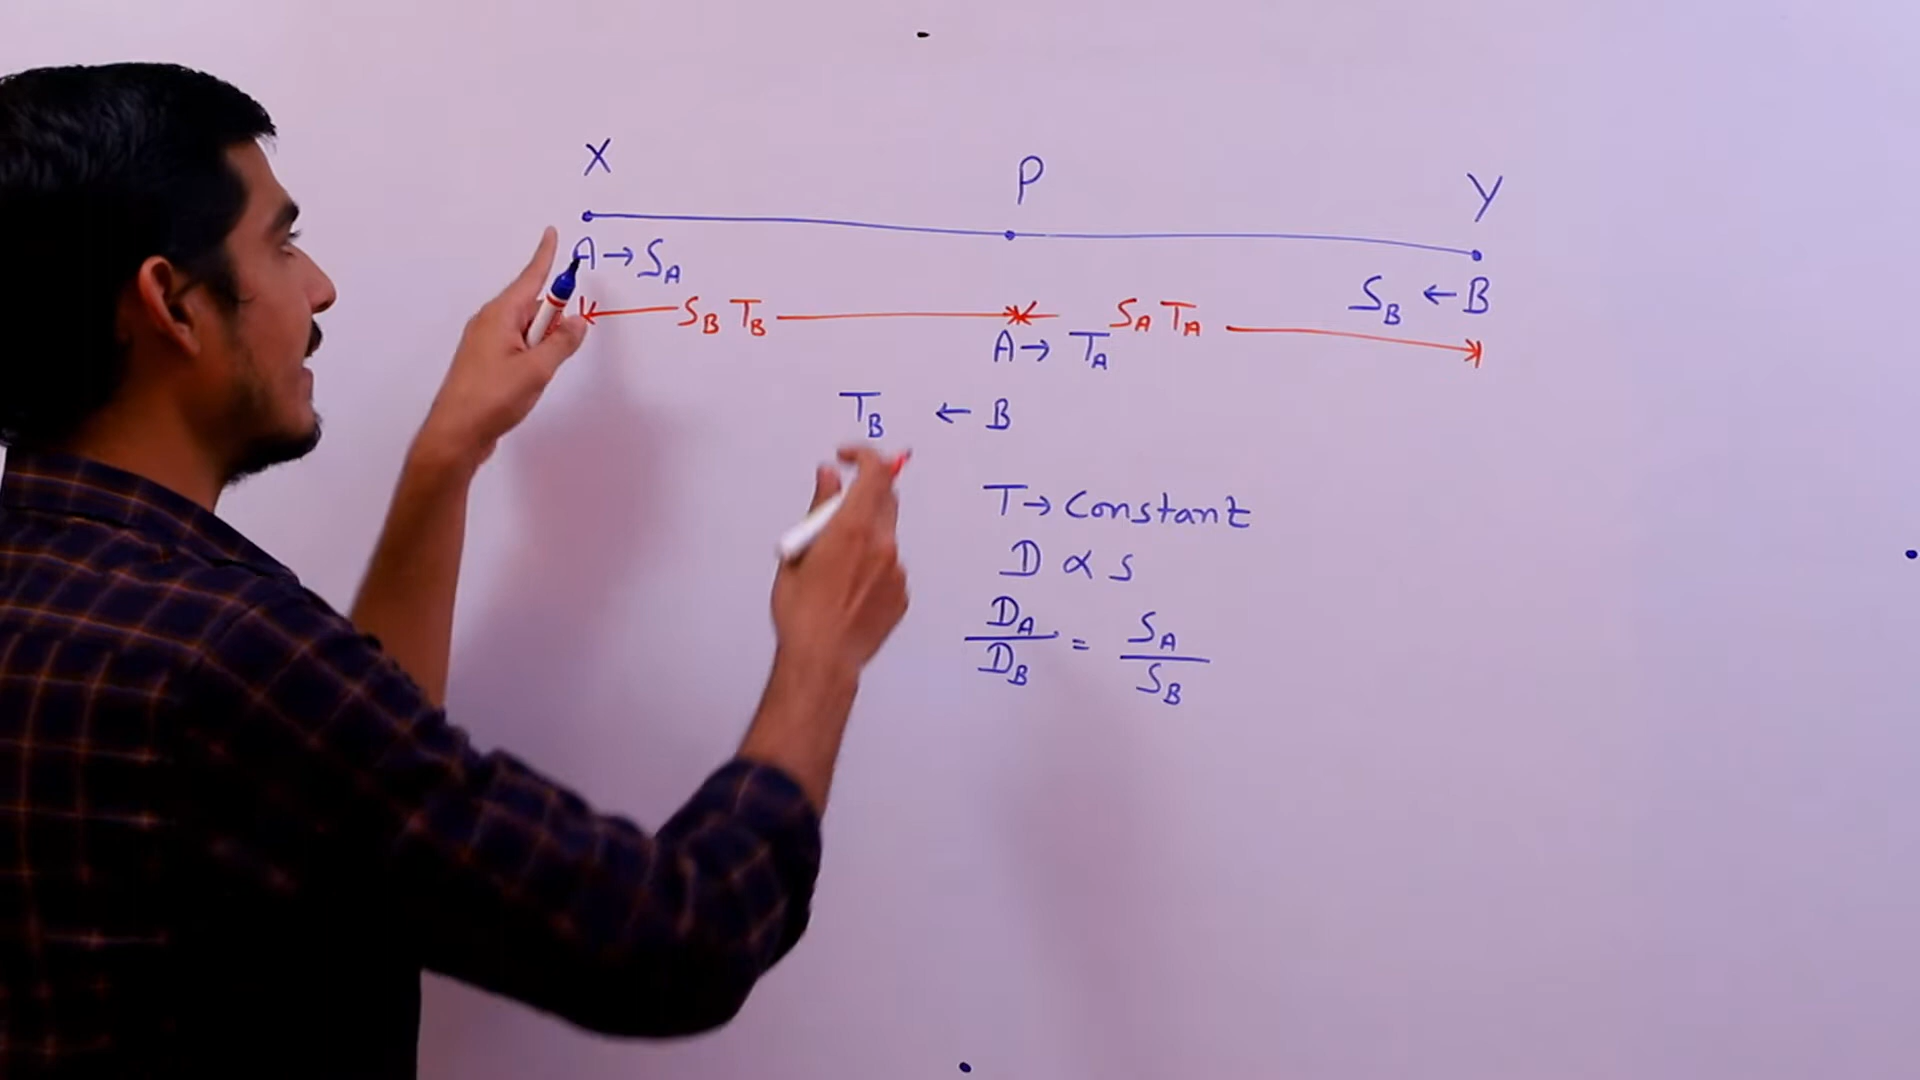 X P Y
A → S_A
S_B ← B
S_B T_B S_A T_A
A → T_A
T_B ← B
T → Constant
D ∝ S
D_A / D_B = S_A / S_B